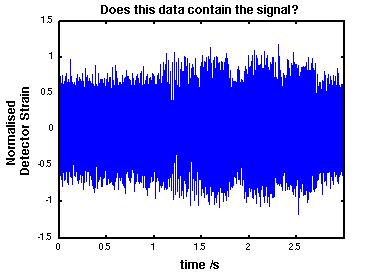 Does this data contain the signal?
1.5
1
0.5
0
-0.5
-1
-1.5
Normalised
Detector Strain
0 0.5 1 1.5 2 2.5
time /s